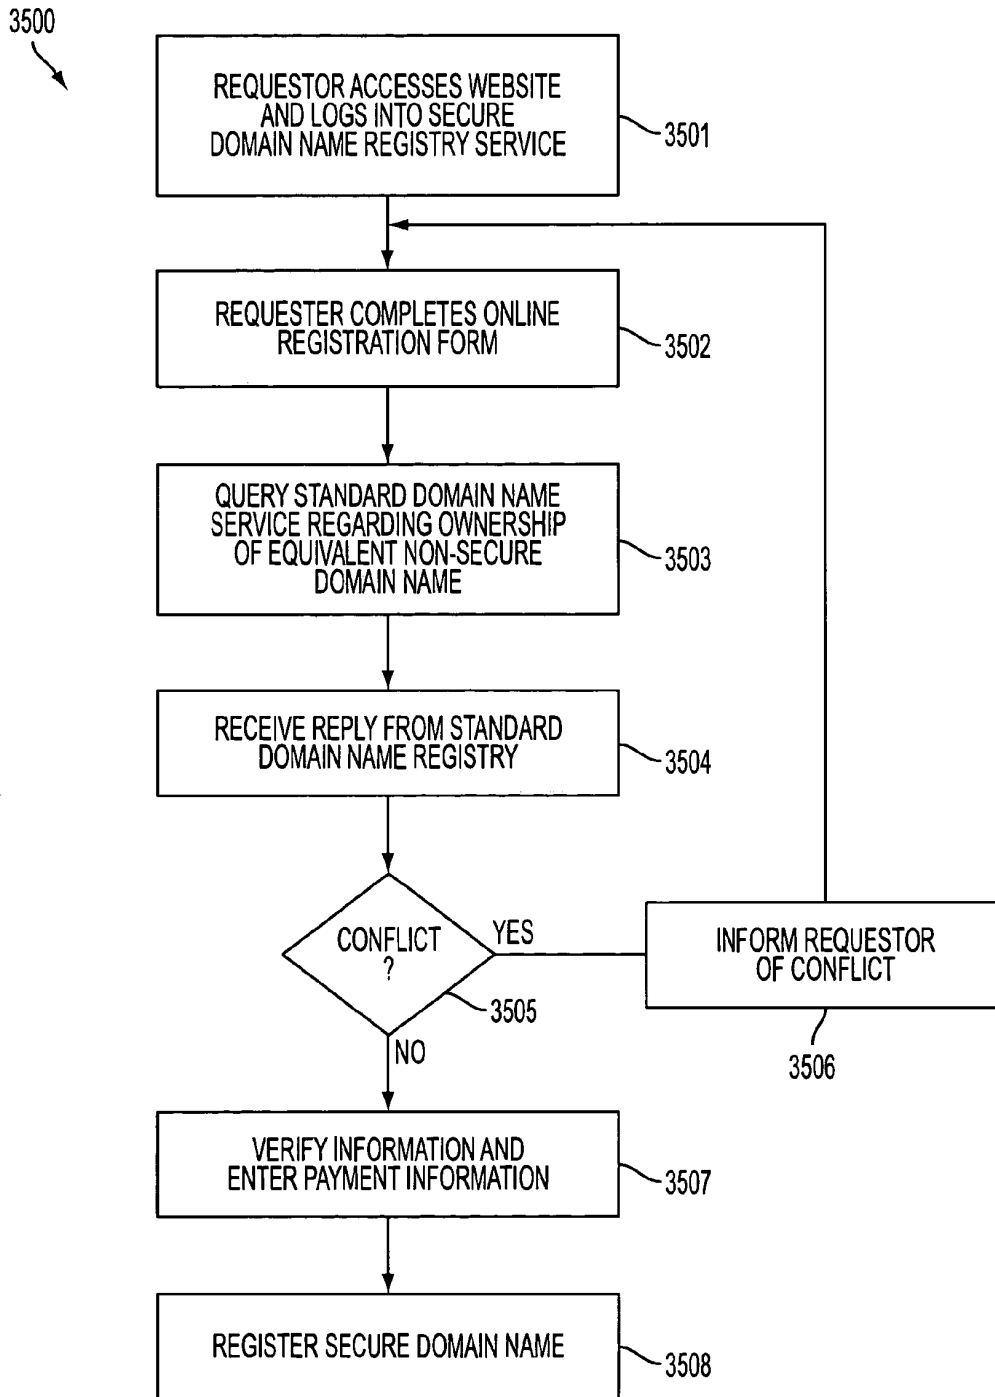 3500
REQUESTOR ACCESSES WEBSITE
AND LOGS INTO SECURE
DOMAIN NAME REGISTRY SERVICE
3501
REQUESTER COMPLETES ONLINE
REGISTRATION FORM
3502
QUERY STANDARD DOMAIN NAME
SERVICE REGARDING OWNERSHIP
OF EQUIVALENT NON-SECURE
DOMAIN NAME
3503
RECEIVE REPLY FROM STANDARD
DOMAIN NAME REGISTRY
3504
CONFLICT
?
YES
3505
INFORM REQUESTOR
OF CONFLICT
3506
NO
VERIFY INFORMATION AND
ENTER PAYMENT INFORMATION
3507
REGISTER SECURE DOMAIN NAME
3508